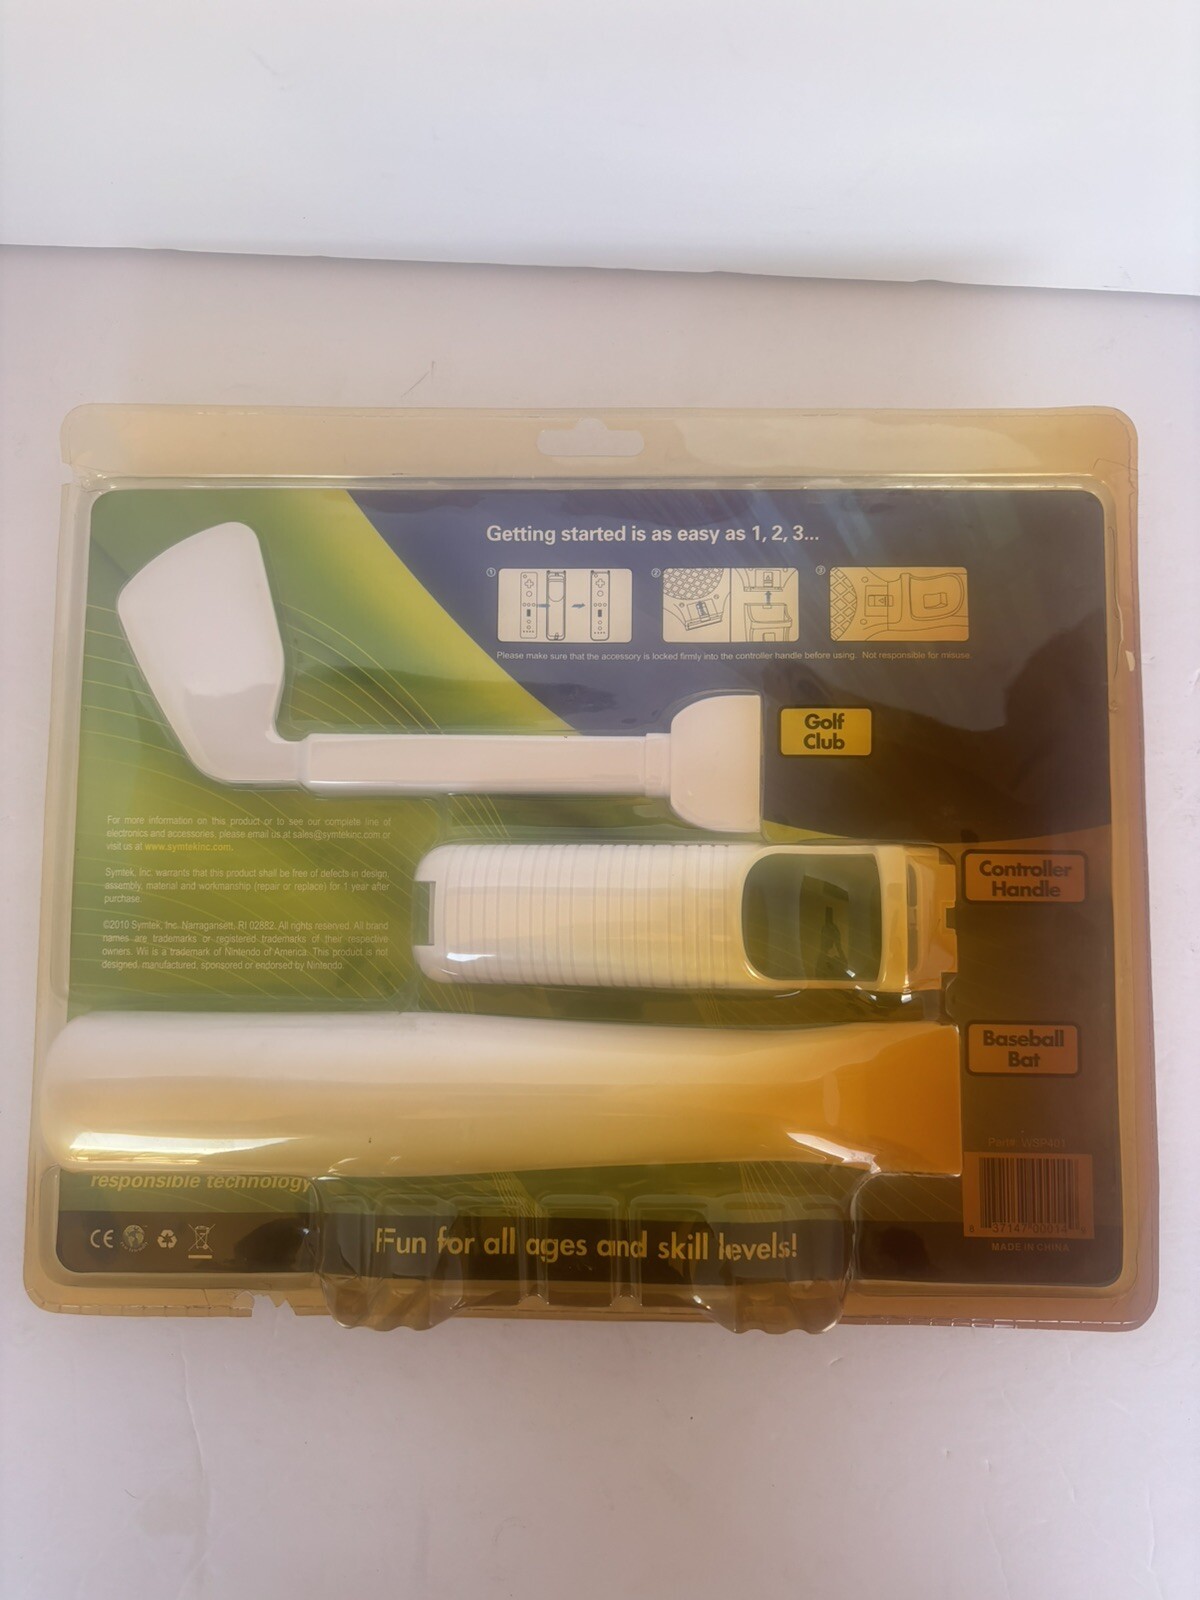 Getting started is as easy as 1, 2, 3...
1
2
3
Please make sure that the accessory is locked firmly into the controller handle before using. Not responsible for misuse.
Golf
Club
For more information on this product or to see our complete line of
electronics and accessories, please email us at sales@symtekinc.com or
visit us at www.symtekinc.com.
Symtek, Inc. warrants that this product shall be free of defects in design,
assembly, material and workmanship (repair or replace) for 1 year after
purchase.
©2010 Symtek, Inc. Narragansett, RI 02882. All rights reserved. All brand
names are trademarks or registered trademarks of their respective
owners. Wii is a trademark of Nintendo of America. This product is not
designed, manufactured, sponsored or endorsed by Nintendo.
Controller
Handle
Baseball
Bat
Part#: WSP401
responsible technology
CE
Fun for all ages and skill levels!
MADE IN CHINA